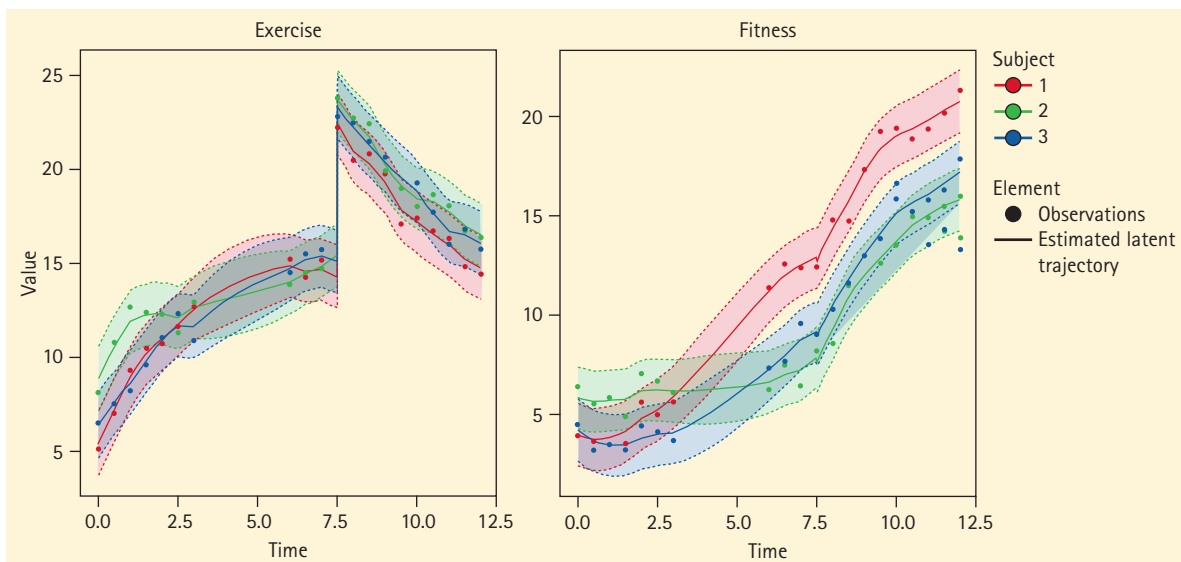 Exercise
Fitness
Value
25
20
15
10
5
0.0 2.5 5.0 7.5 10.0 12.5
Time
20
15
10
5
0.0 2.5 5.0 7.5 10.0 12.5
Time
Subject
1
2
3
Element
Observations
Estimated latent
trajectory